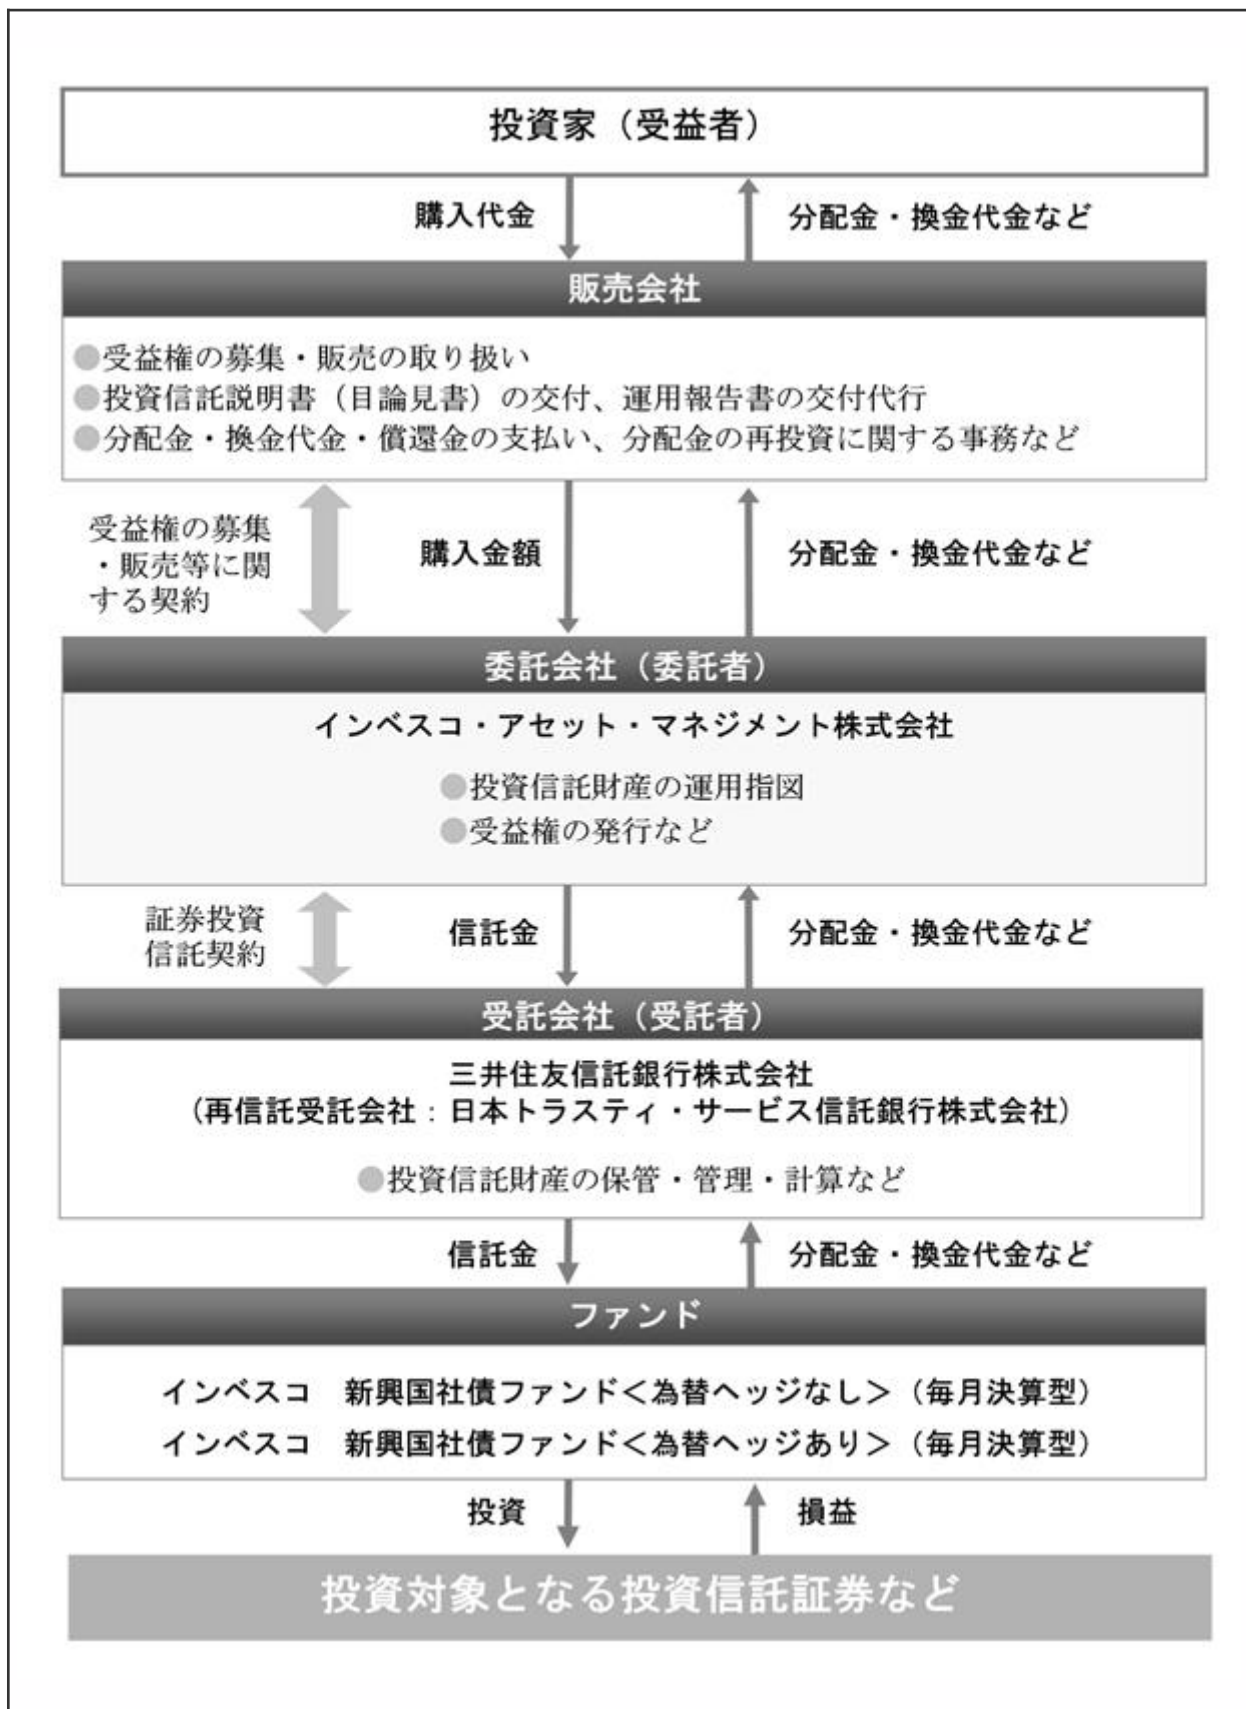 投資家（受益者）
購入代金
分配金・換金代金など
販売会社
●受益権の募集・販売の取り扱い
●投資信託説明書（目論見書）の交付、運用報告書の交付代行
●分配金・換金代金・償還金の支払い、分配金の再投資に関する事務など
受益権の募集
・販売等に関
する契約
購入金額
分配金・換金代金など
委託会社（委託者）
インベスコ・アセット・マネジメント株式会社
●投資信託財産の運用指図
●受益権の発行など
証券投資
信託契約
信託金
分配金・換金代金など
受託会社（受託者）
三井住友信託銀行株式会社
（再信託受託会社：日本トラスティ・サービス信託銀行株式会社）
●投資信託財産の保管・管理・計算など
信託金
分配金・換金代金など
ファンド
インベスコ　新興国社債ファンド＜為替ヘッジなし＞（毎月決算型）
インベスコ　新興国社債ファンド＜為替ヘッジあり＞（毎月決算型）
投資
損益
投資対象となる投資信託証券など